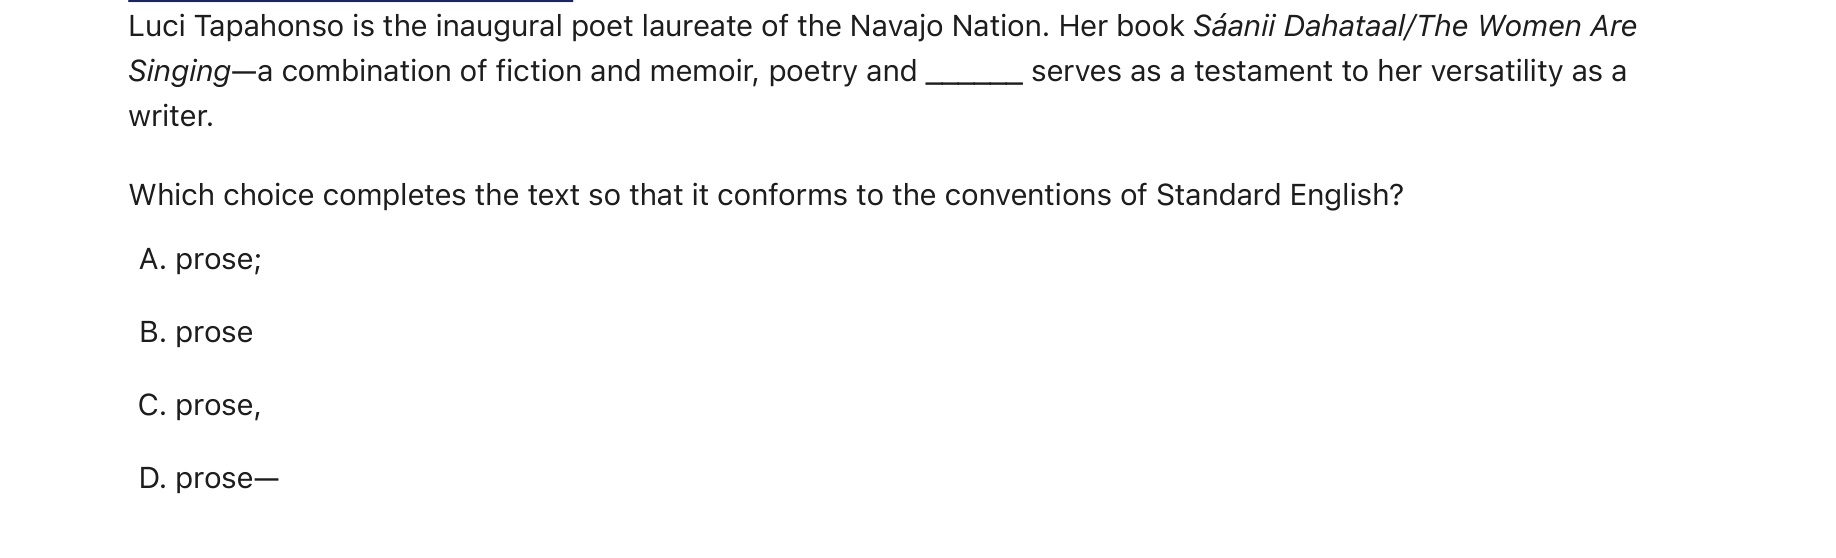 Luci Tapahonso is the inaugural poet laureate of the Navajo Nation. Her book Sáanii Dahataal/The Women Are
Singing—a combination of fiction and memoir, poetry and ______ serves as a testament to her versatility as a
writer.
Which choice completes the text so that it conforms to the conventions of Standard English?
A. prose;
B. prose
C. prose,
D. prose—